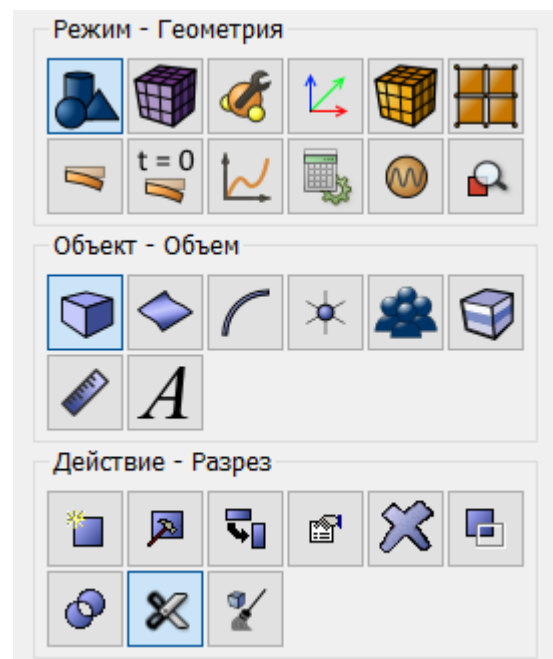 Режим - Геометрия
t = 0
Объект - Объем
A
Действие - Разрез